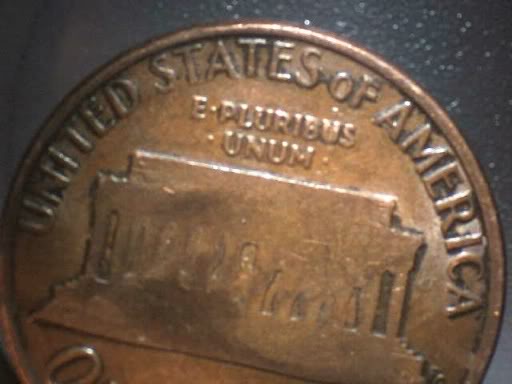 UNITED STATES OF AMERICA
E·PLURIBUS
·UNUM·
O